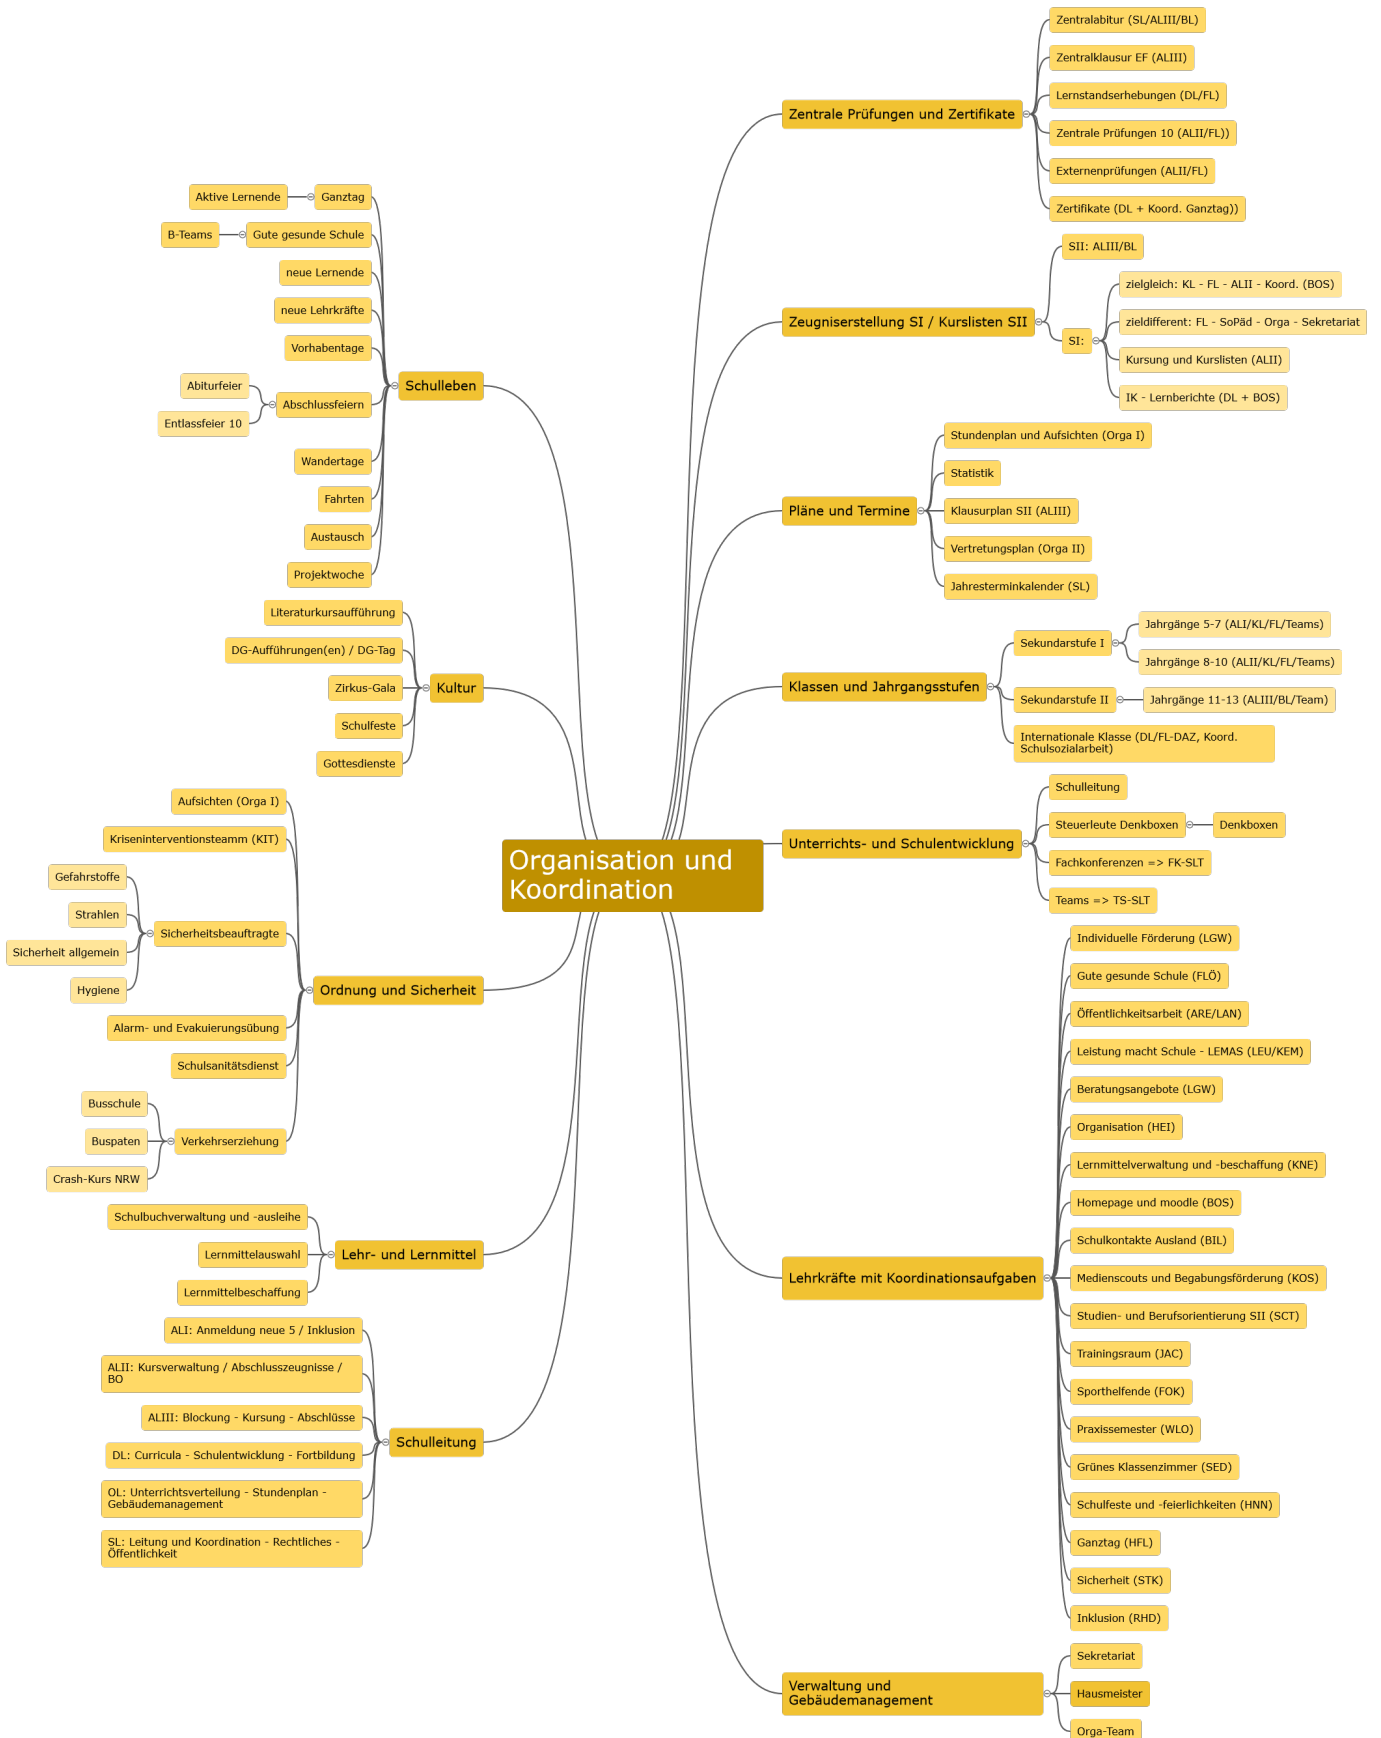 Organisation und
Koordination
Schulleben
Ganztag
Aktive Lernende
Gute gesunde Schule
B-Teams
neue Lernende
neue Lehrkräfte
Vorhabentage
Abschlussfeiern
Abiturfeier
Entlassfeier 10
Wandertage
Fahrten
Austausch
Projektwoche
Kultur
Literaturkursaufführung
DG-Aufführungen(en) / DG-Tag
Zirkus-Gala
Schulfeste
Gottesdienste
Ordnung und Sicherheit
Aufsichten (Orga I)
Kriseninterventionsteamm (KIT)
Sicherheitsbeauftragte
Gefahrstoffe
Strahlen
Sicherheit allgemein
Hygiene
Alarm- und Evakuierungsübung
Schulsanitätsdienst
Verkehrserziehung
Busschule
Buspaten
Crash-Kurs NRW
Lehr- und Lernmittel
Schulbuchverwaltung und -ausleihe
Lernmittelauswahl
Lernmittelbeschaffung
Schulleitung
ALI: Anmeldung neue 5 / Inklusion
ALII: Kursverwaltung / Abschlusszeugnisse /
BO
ALIII: Blockung - Kursung - Abschlüsse
DL: Curricula - Schulentwicklung - Fortbildung
OL: Unterrichtsverteilung - Stundenplan -
Gebäudemanagement
SL: Leitung und Koordination - Rechtliches -
Öffentlichkeit
Zentrale Prüfungen und Zertifikate
Zentralabitur (SL/ALIII/BL)
Zentralklausur EF (ALIII)
Lernstandserhebungen (DL/FL)
Zentrale Prüfungen 10 (ALII/FL))
Externenprüfungen (ALII/FL)
Zertifikate (DL + Koord. Ganztag))
Zeugniserstellung SI / Kurslisten SII
SII: ALIII/BL
SI:
zielgleich: KL - FL - ALII - Koord. (BOS)
zieldifferent: FL - SoPäd - Orga - Sekretariat
Kursung und Kurslisten (ALII)
IK - Lernberichte (DL + BOS)
Pläne und Termine
Stundenplan und Aufsichten (Orga I)
Statistik
Klausurplan SII (ALIII)
Vertretungsplan (Orga II)
Jahresterminkalender (SL)
Klassen und Jahrgangsstufen
Sekundarstufe I
Jahrgänge 5-7 (ALI/KL/FL/Teams)
Jahrgänge 8-10 (ALII/KL/FL/Teams)
Sekundarstufe II
Jahrgänge 11-13 (ALIII/BL/Team)
Internationale Klasse (DL/FL-DAZ, Koord.
Schulsozialarbeit)
Unterrichts- und Schulentwicklung
Schulleitung
Steuerleute Denkboxen
Denkboxen
Fachkonferenzen => FK-SLT
Teams => TS-SLT
Lehrkräfte mit Koordinationsaufgaben
Individuelle Förderung (LGW)
Gute gesunde Schule (FLÖ)
Öffentlichkeitsarbeit (ARE/LAN)
Leistung macht Schule - LEMAS (LEU/KEM)
Beratungsangebote (LGW)
Organisation (HEI)
Lernmittelverwaltung und -beschaffung (KNE)
Homepage und moodle (BOS)
Schulkontakte Ausland (BIL)
Medienscouts und Begabungsförderung (KOS)
Studien- und Berufsorientierung SII (SCT)
Trainingsraum (JAC)
Sporthelfende (FOK)
Praxissemester (WLO)
Grünes Klassenzimmer (SED)
Schulfeste und -feierlichkeiten (HNN)
Ganztag (HFL)
Sicherheit (STK)
Inklusion (RHD)
Verwaltung und
Gebäudemanagement
Sekretariat
Hausmeister
Orga-Team